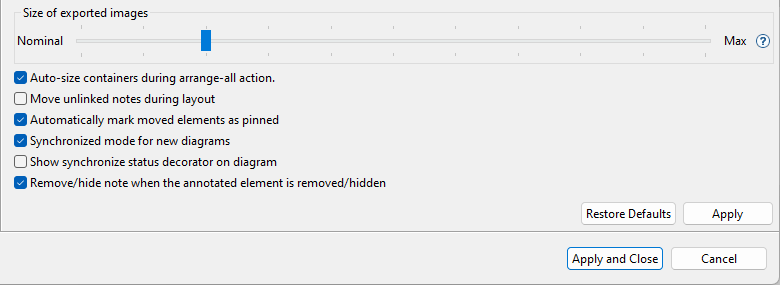 Size of exported images
Nominal Max ?
Auto-size containers during arrange-all action.
Move unlinked notes during layout
Automatically mark moved elements as pinned
Synchronized mode for new diagrams
Show synchronize status decorator on diagram
Remove/hide note when the annotated element is removed/hidden
Restore Defaults Apply
Apply and Close Cancel